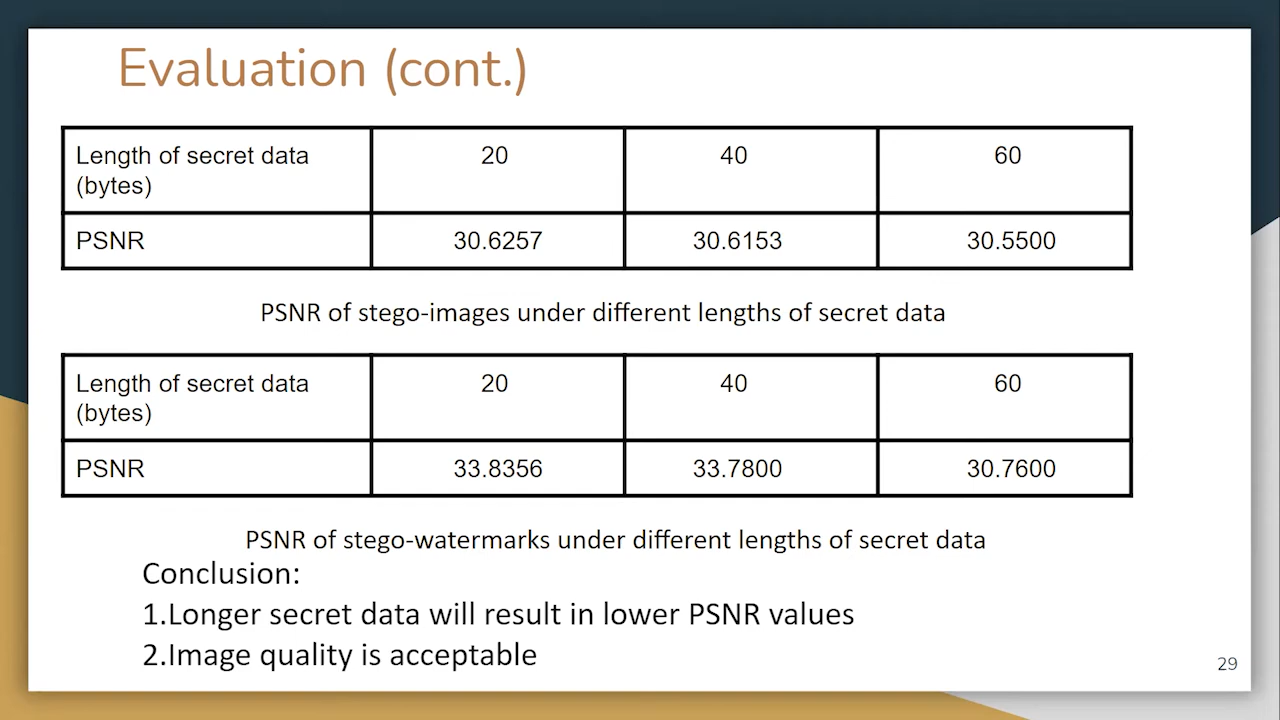 Evaluation (cont.)
Length of secret data (bytes) 20 40 60
PSNR 30.6257 30.6153 30.5500
PSNR of stego-images under different lengths of secret data
Length of secret data (bytes) 20 40 60
PSNR 33.8356 33.7800 30.7600
PSNR of stego-watermarks under different lengths of secret data
Conclusion:
1.Longer secret data will result in lower PSNR values
2.Image quality is acceptable
29